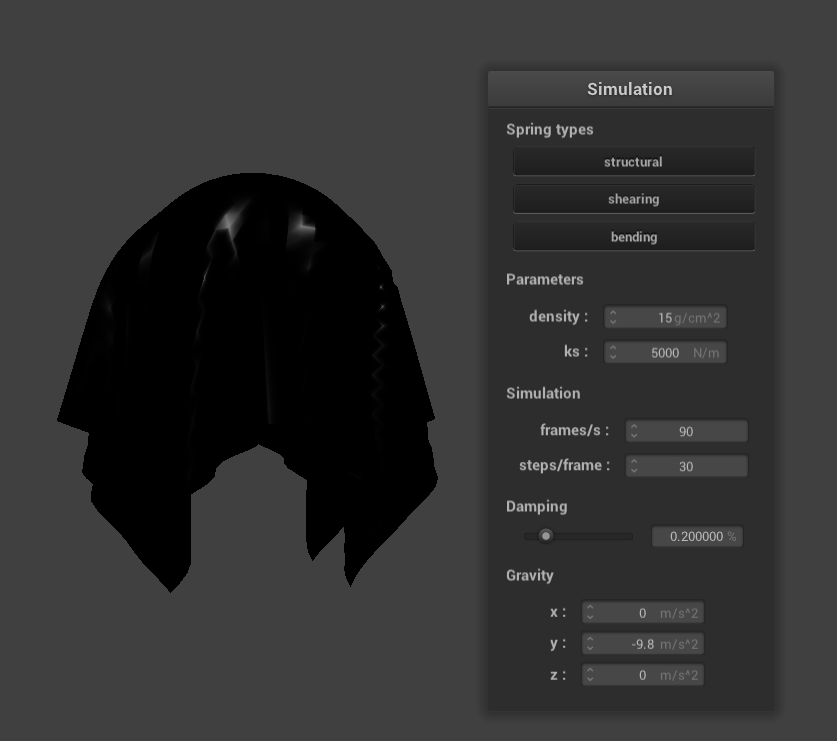 Simulation
Spring types
structural
shearing
bending
Parameters
density : 15 g/cm^2
ks : 5000 N/m
Simulation
frames/s : 90
steps/frame : 30
Damping
0.200000 %
Gravity
x : 0 m/s^2
y : -9.8 m/s^2
z : 0 m/s^2